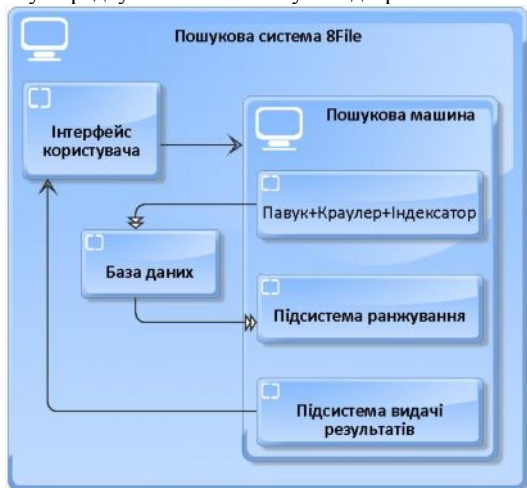 Пошукова система 8File
Інтерфейс
користувача
Пошукова машина
Павук+Краулер+Індексатор
База даних
Підсистема ранжування
Підсистема видачі
результатів